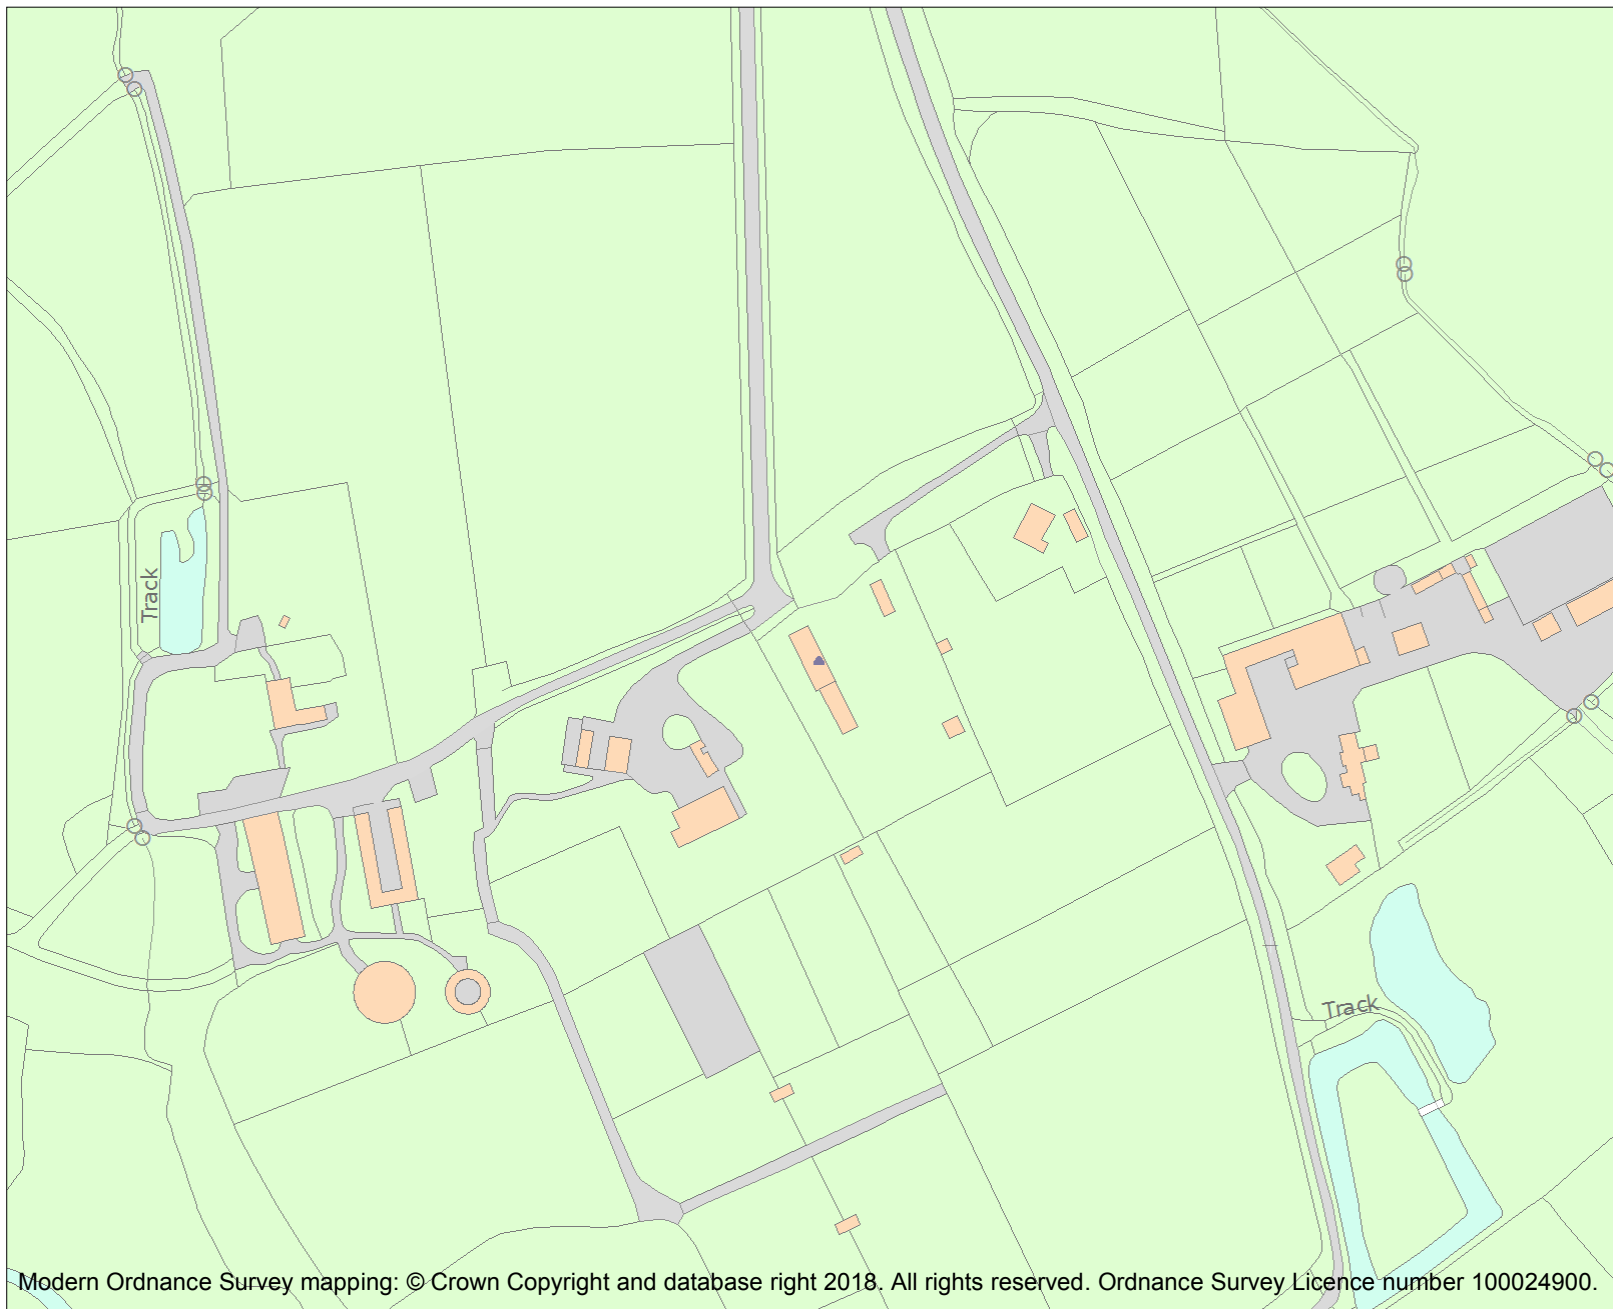 Track
Track
Modern Ordnance Survey mapping: © Crown Copyright and database right 2018. All rights reserved. Ordnance Survey Licence number 100024900.